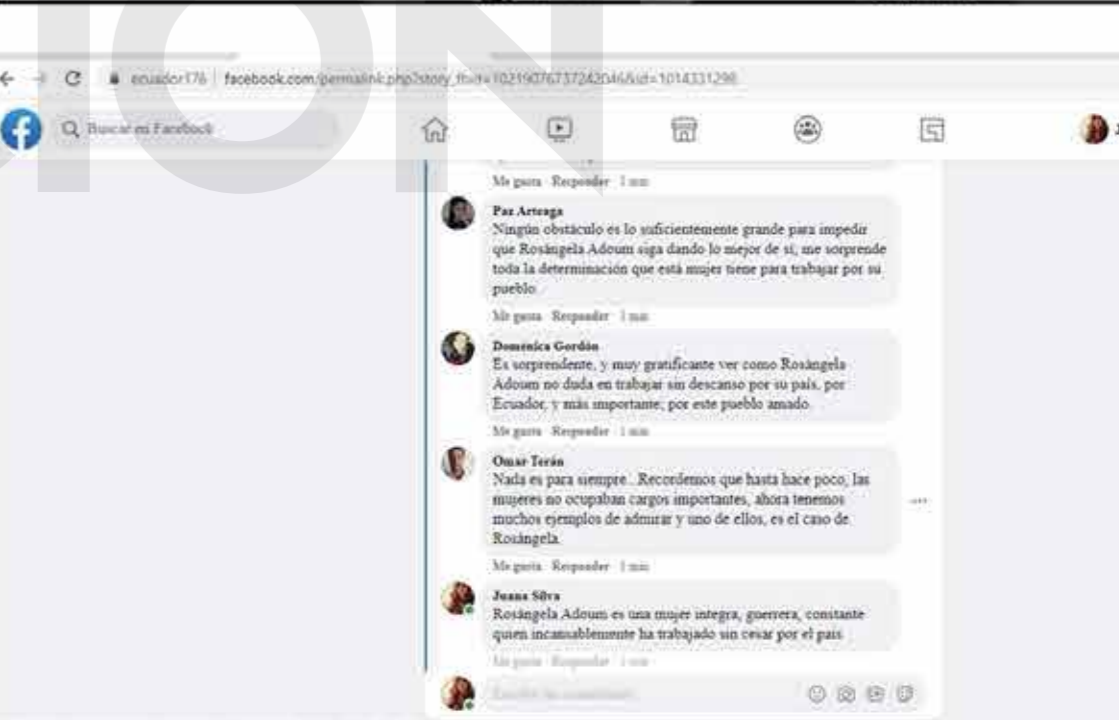 ION
ecuador176 facebook.com/permalink.php?story_fbid=10219076737242046&id=1014331298
Buscar en Facebook
Me gusta Responder 1 min
Paz Arteaga
Ningún obstáculo es lo suficientemente grande para impedir
que Rosángela Adoum siga dando lo mejor de sí, me sorprende
toda la determinación que está mujer tiene para trabajar por su
pueblo
Me gusta Responder 1 min
Doménica Gordón
Es sorprendente, y muy gratificante ver como Rosángela
Adoum no duda en trabajar sin descanso por su país, por
Ecuador, y más importante, por este pueblo amado
Me gusta Responder 1 min
Omar Terán
Nada es para siempre...Recordemos que hasta hace poco, las
mujeres no ocupaban cargos importantes, ahora tenemos
muchos ejemplos de admirar y uno de ellos, es el caso de
Rosángela
Me gusta Responder 1 min
Juana Silva
Rosángela Adoum es una mujer integra, guerrera, constante
quien incansablemente ha trabajado sin cesar por el país
Me gusta Responder 1 min